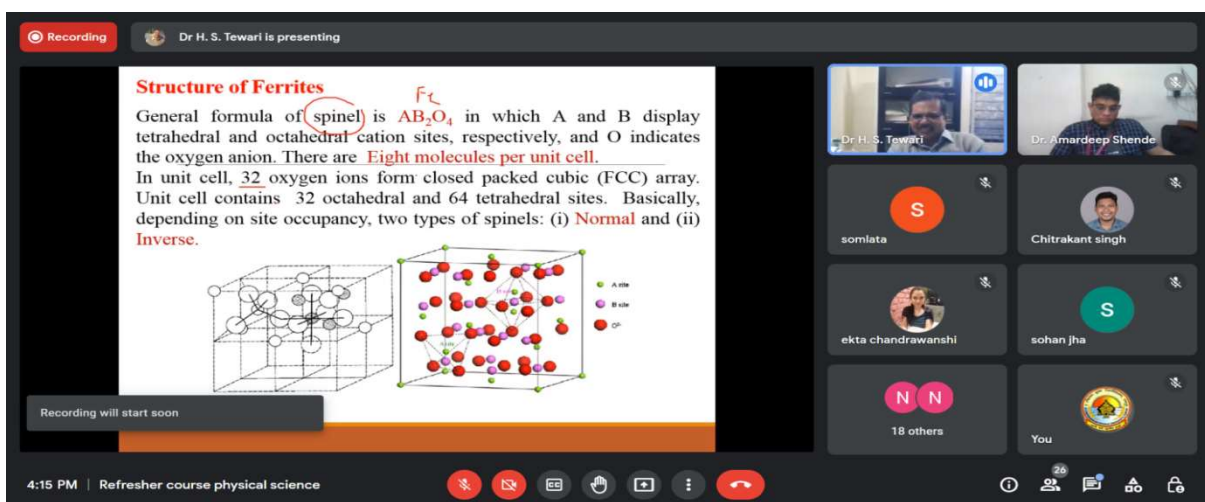 Recording
Dr H. S. Tewari is presenting
Structure of Ferrites
Fe
General formula of spinel is AB₂O₄ in which A and B display
tetrahedral and octahedral cation sites, respectively, and O indicates
the oxygen anion. There are Eight molecules per unit cell.
In unit cell, 32 oxygen ions form closed packed cubic (FCC) array.
Unit cell contains 32 octahedral and 64 tetrahedral sites. Basically,
depending on site occupancy, two types of spinels: (i) Normal and (ii)
Inverse.
A site
B site
Recording will start soon
Dr H. S. Tewari
Dr. Amardeep Shende
S
somlata
Chitrakant singh
ekta chandrawanshi
S
sohan jha
N N
18 others
You
4:15 PM | Refresher course physical science
CC
26